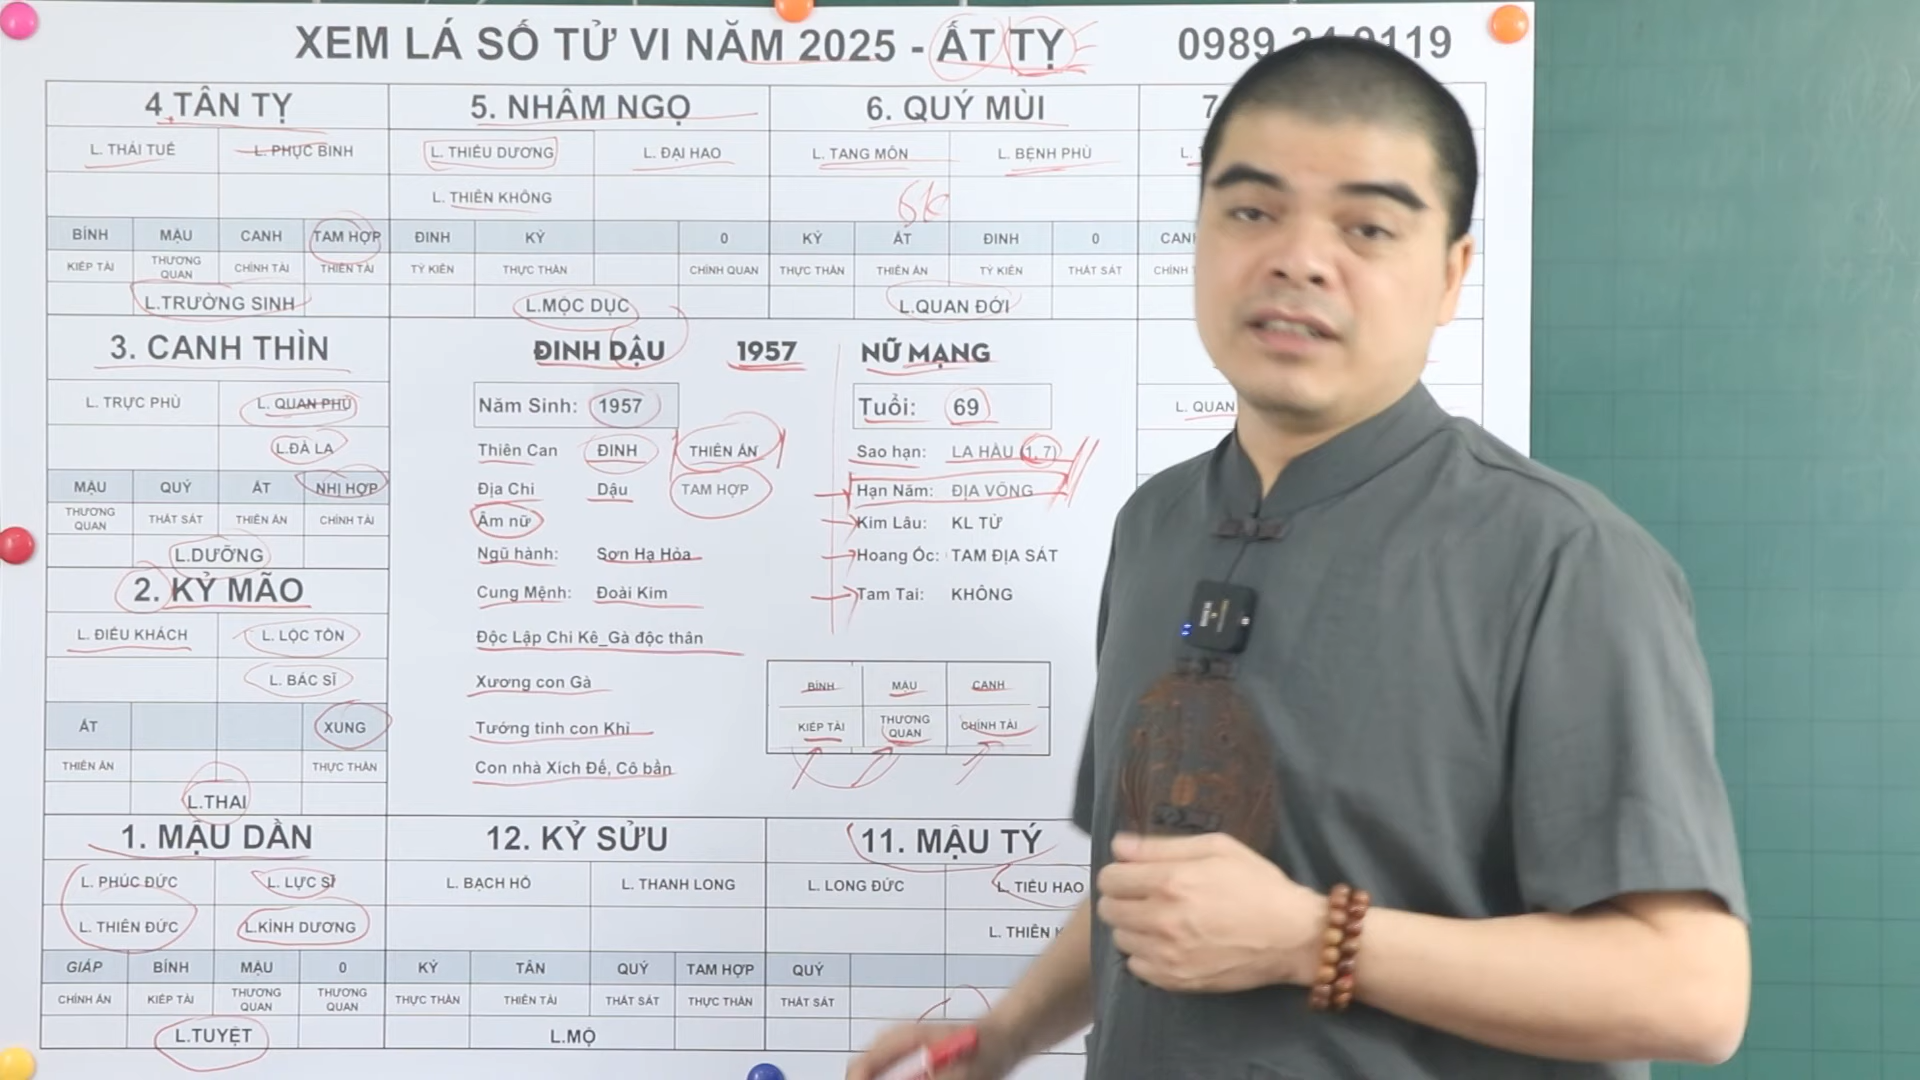 XEM LÁ SỐ TỬ VI NĂM 2025 - ẤT TỴ
4. TÂN TỴ 5. NHÂM NGỌ 6. QUÝ MÙI 7
L. THÁI TUẾ L. PHỤC BINH L. THIẾU DƯƠNG L. ĐẠI HAO L. TANG MÔN L. BỆNH PHÙ L.
L. THIÊN KHÔNG
BÍNH MẬU CANH TAM HỢP ĐINH KỶ 0 KỶ ẤT ĐINH 0 CANH
KIẾP TÀI THƯƠNG QUAN CHÍNH TÀI THIÊN TÀI TỶ KIÊN THỰC THẦN CHÍNH QUAN THỰC THẦN THIÊN ẤN TỶ KIÊN THẤT SÁT CHÍNH
L.TRƯỜNG SINH L.MỘC DỤC L.QUAN ĐỚI
3. CANH THÌN
L. TRỰC PHÙ L. QUAN PHỦ
L.ĐÀ LA
MẬU QUÝ ẤT NHỊ HỢP
THƯƠNG QUAN THẤT SÁT THIÊN ẤN CHÍNH TÀI
L.DƯỠNG
2. KỶ MÃO
L. ĐIẾU KHÁCH L. LỘC TỒN
L. BÁC SĨ
ẤT XUNG
THIÊN ẤN THỰC THẦN
L.THAI
ĐINH DẬU 1957 NỮ MẠNG
Năm Sinh: 1957 Tuổi: 69
Thiên Can ĐINH THIÊN ẤN Sao hạn: LA HẦU (1, 7)
Địa Chi Dậu TAM HỢP Hạn Năm: ĐỊA VÕNG
Âm nữ Kim Lâu: KL TỬ
Ngũ hành: Sơn Hạ Hỏa Hoang Ốc: TAM ĐỊA SÁT
Cung Mệnh: Đoài Kim Tam Tai: KHÔNG
Độc Lập Chi Kê_Gà độc thân
Xương con Gà
Tướng tinh con Khỉ
Con nhà Xích Đế, Cô bần
BÍNH MẬU CANH
KIẾP TÀI THƯƠNG QUAN CHÍNH TÀI
L. QUAN
1. MẬU DẦN 12. KỶ SỬU 11. MẬU TÝ
L. PHÚC ĐỨC L. LỰC SĨ L. BẠCH HỔ L. THANH LONG L. LONG ĐỨC L. TIỂU HAO
L. THIÊN ĐỨC L.KÌNH DƯƠNG L. THIÊN
GIÁP BÍNH MẬU 0 KỶ TÂN QUÝ TAM HỢP QUÝ
CHÍNH ẤN KIẾP TÀI THƯƠNG QUAN THƯƠNG QUAN THỰC THẦN THIÊN TÀI THẤT SÁT THỰC THẦN THẤT SÁT
L.TUYỆT L.MỘ